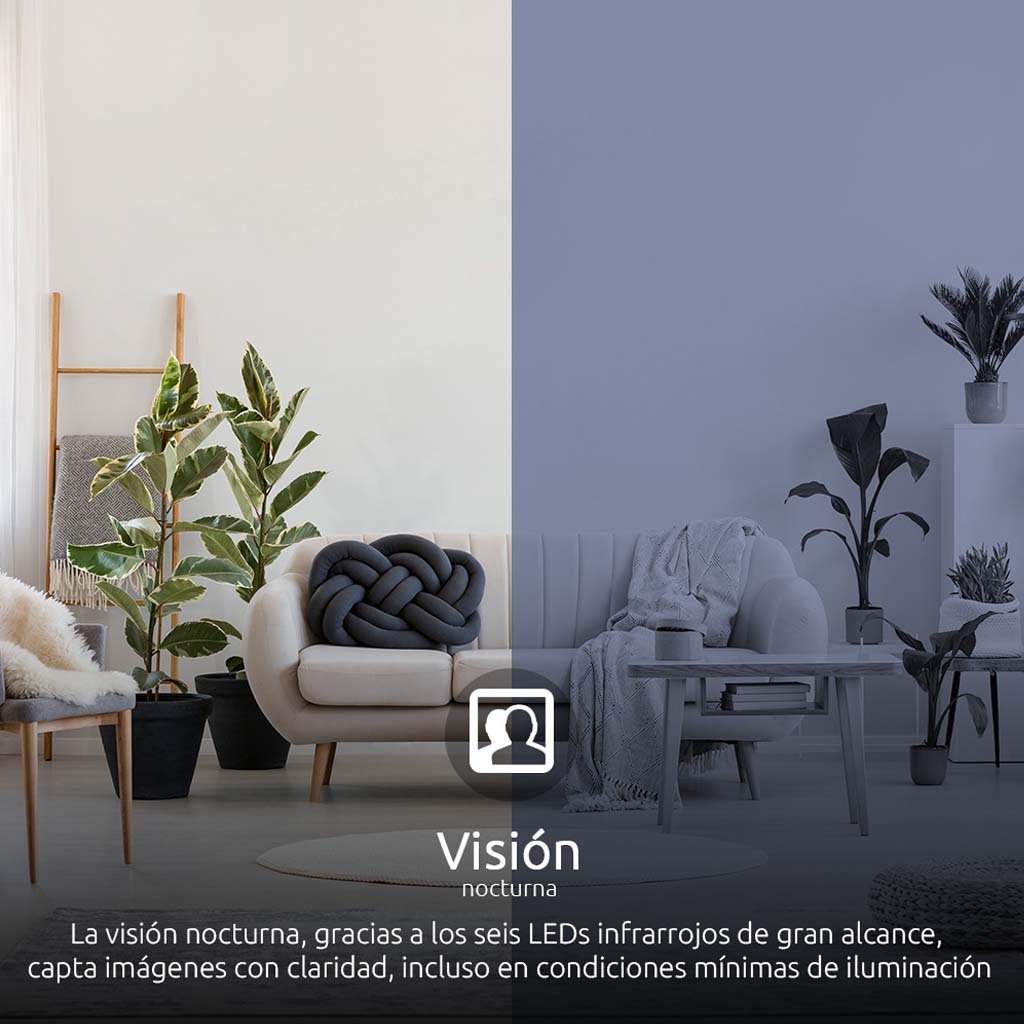 Visión
nocturna
La visión nocturna, gracias a los seis LEDs infrarrojos de gran alcance,
capta imágenes con claridad, incluso en condiciones mínimas de iluminación